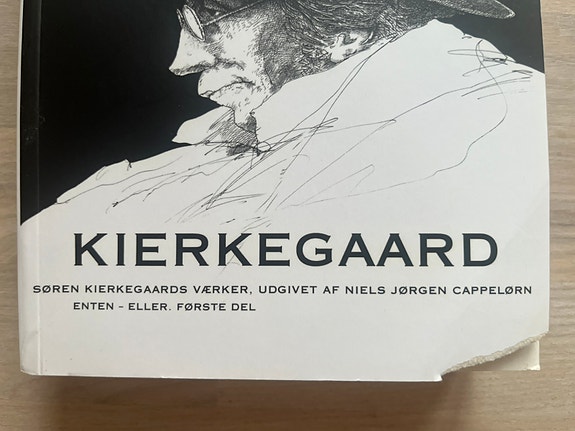 KIERKEGAARD
SØREN KIERKEGAARDS VÆRKER, UDGIVET AF NIELS JØRGEN CAPPELØRN
ENTEN – ELLER. FØRSTE DEL